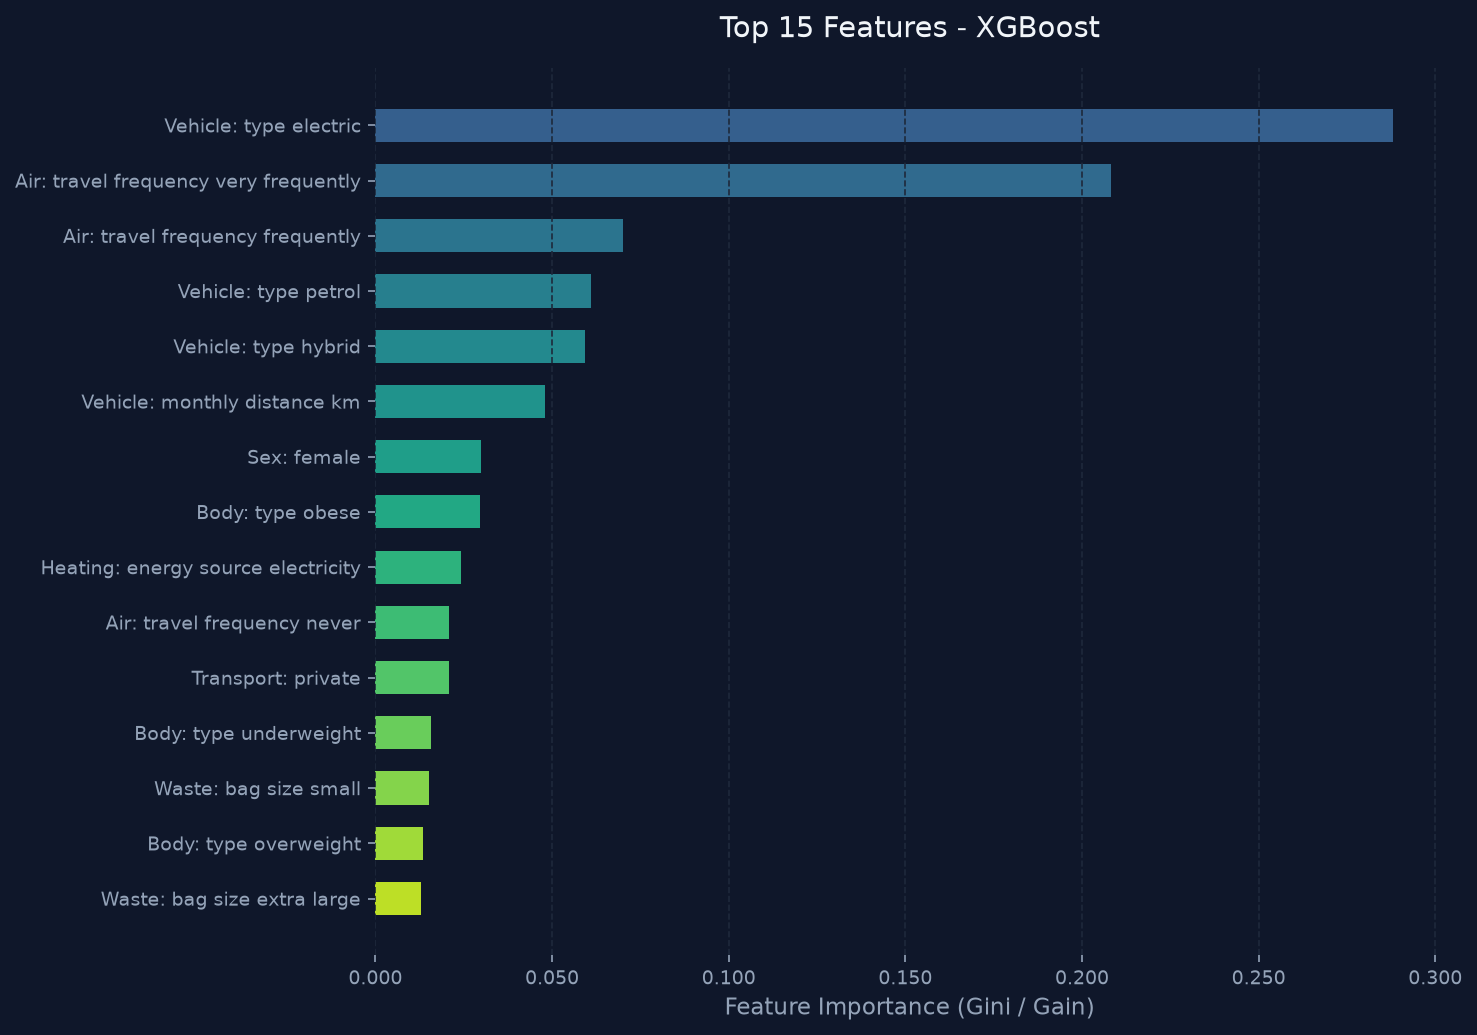 Top 15 Features - XGBoost
Vehicle: type electric
Air: travel frequency very frequently
Air: travel frequency frequently
Vehicle: type petrol
Vehicle: type hybrid
Vehicle: monthly distance km
Sex: female
Body: type obese
Heating: energy source electricity
Air: travel frequency never
Transport: private
Body: type underweight
Waste: bag size small
Body: type overweight
Waste: bag size extra large
0.000 0.050 0.100 0.150 0.200 0.250 0.300
Feature Importance (Gini / Gain)